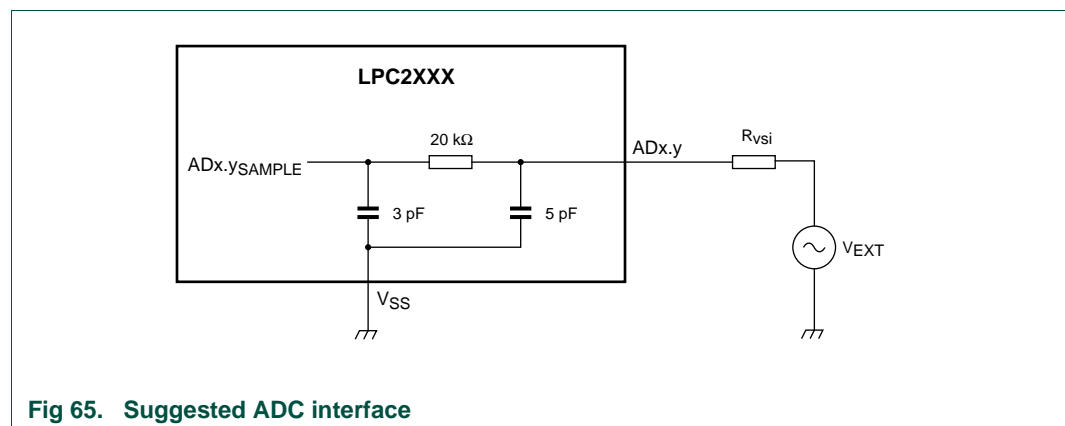 LPC2XXX
20 kΩ
ADx.y
Rvsi
ADx.ySAMPLE
3 pF
5 pF
VEXT
VSS
Fig 65. Suggested ADC interface